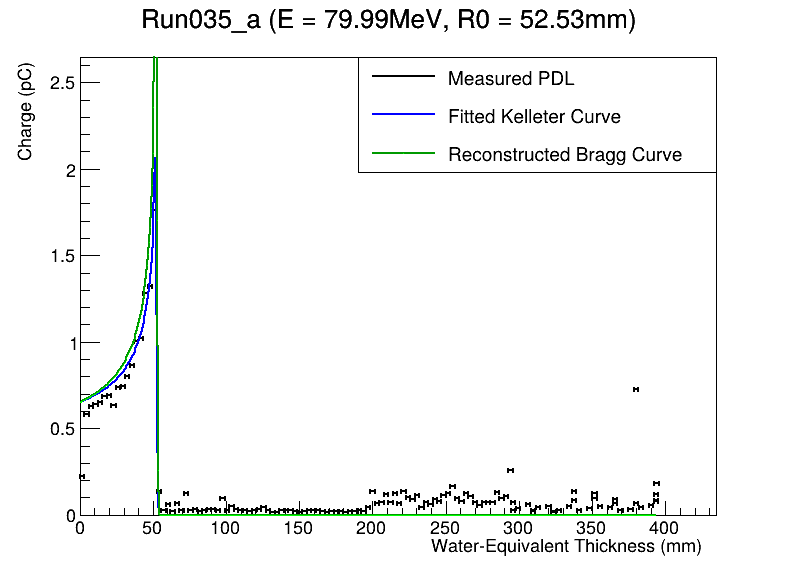 Run035_a (E = 79.99MeV, R0 = 52.53mm)
Charge (pC)
2.5
2
1.5
1
0.5
0
Measured PDL
Fitted Kelleter Curve
Reconstructed Bragg Curve
0 50 100 150 200 250 300 350 400
Water-Equivalent Thickness (mm)